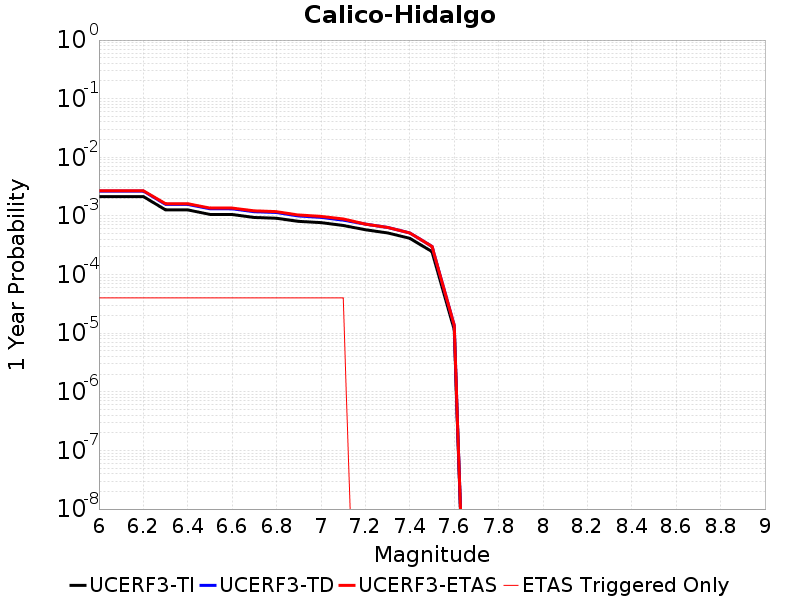 Calico-Hidalgo
1 Year Probability
10^0
10^-1
10^-2
10^-3
10^-4
10^-5
10^-6
10^-7
10^-8
6 6.2 6.4 6.6 6.8 7 7.2 7.4 7.6 7.8 8 8.2 8.4 8.6 8.8 9
Magnitude
UCERF3-TI UCERF3-TD UCERF3-ETAS ETAS Triggered Only